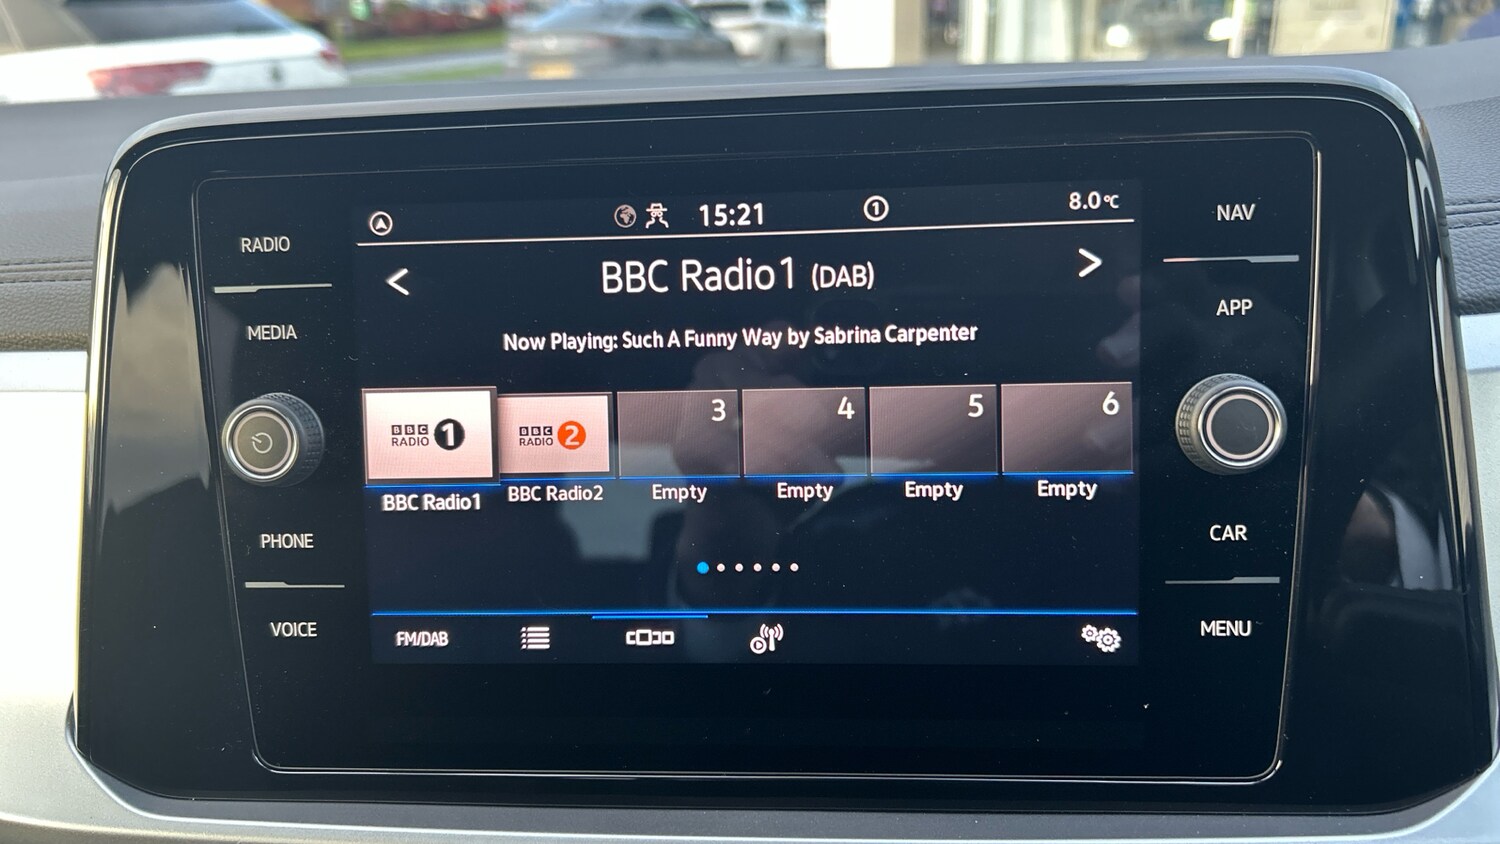 RADIO
MEDIA
PHONE
VOICE
15:21
1
8.0°C
< BBC Radio1 (DAB) >
Now Playing: Such A Funny Way by Sabrina Carpenter
BBC RADIO 1
BBC RADIO 2
3
4
5
6
BBC Radio1
BBC Radio2
Empty
Empty
Empty
Empty
FM/DAB
NAV
APP
CAR
MENU